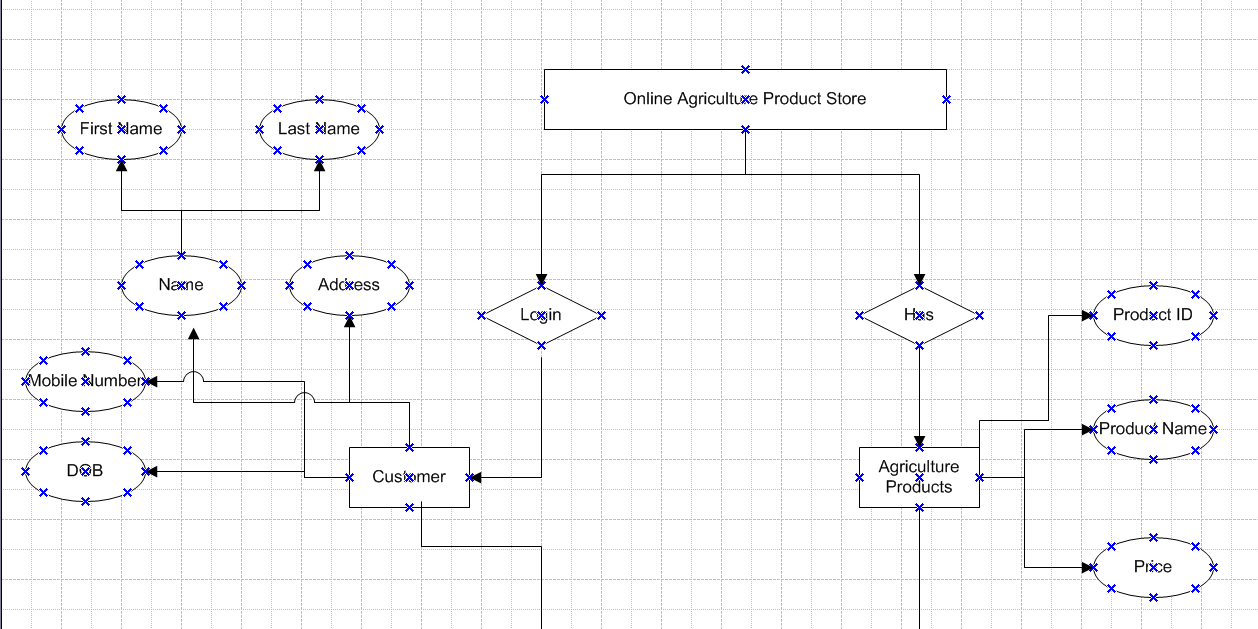 Online Agriculture Product Store
First Name
Last Name
Name
Address
Login
Has
Product ID
Mobile Number
Product Name
DOB
Customer
Agriculture
Products
Price